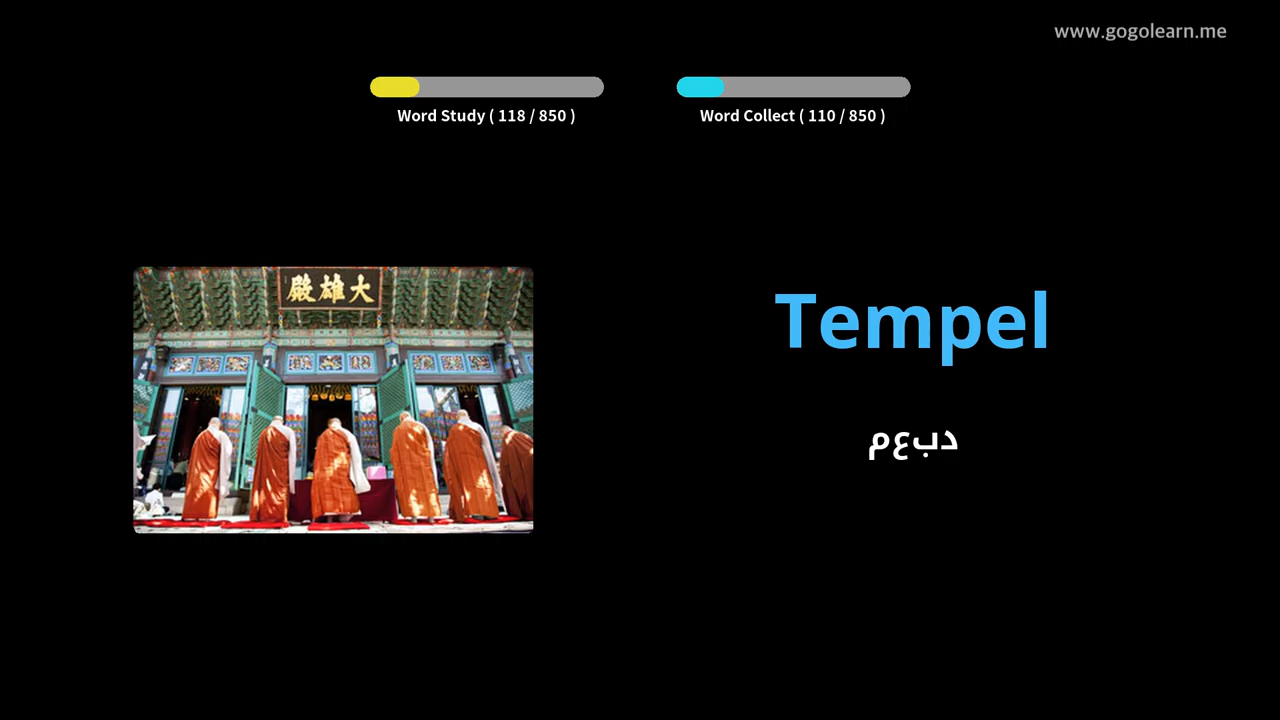 www.gogolearn.me
Word Study ( 118 / 850 )
Word Collect ( 110 / 850 )
大雄殿
Tempel
دبعم